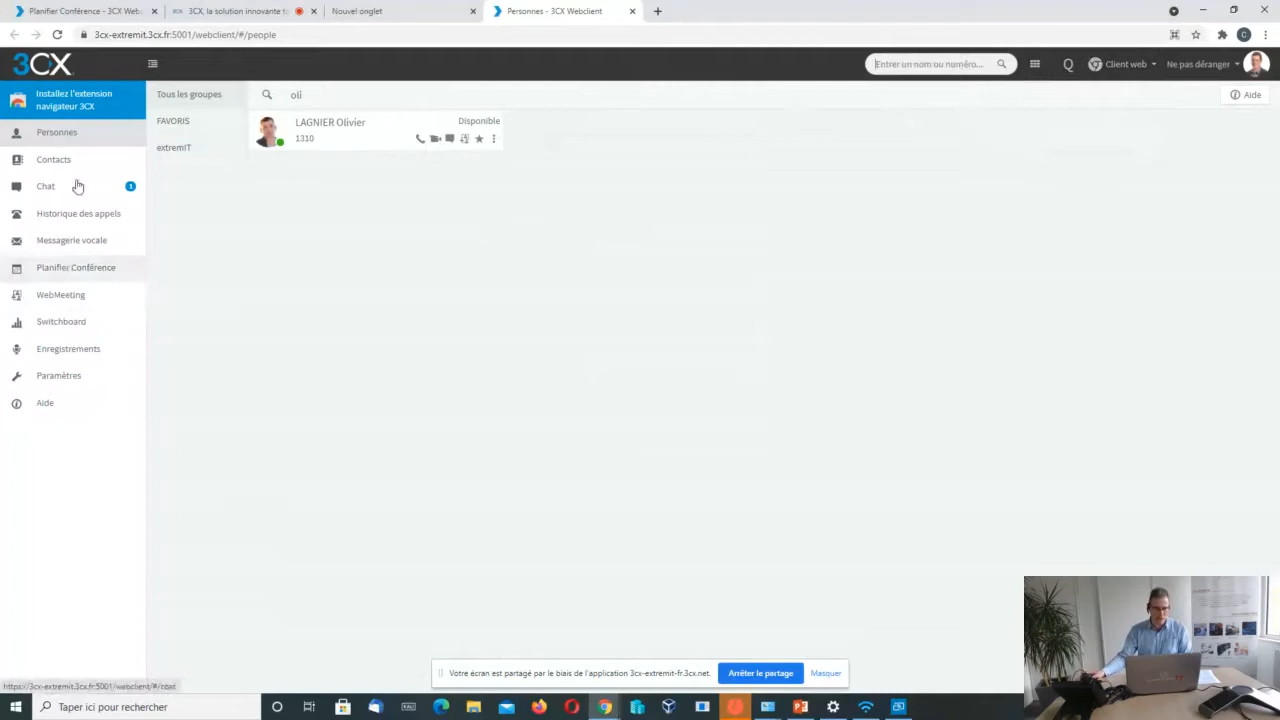 Planifier Conférence - 3CX Web
3CX, la solution innovante t
Nouvel onglet
Personnes - 3CX Webclient
3cx-extremit.3cx.fr:5001/webclient/#/people
C
3CX
Entrer un nom ou numéro...
Q
Client web
Ne pas déranger
Installez l'extension
navigateur 3CX
Tous les groupes
oli
Aide
FAVORIS
LAGNIER Olivier
Disponible
Personnes
1310
extremIT
Contacts
Chat
1
Historique des appels
Messagerie vocale
Planifier Conférence
WebMeeting
Switchboard
Enregistrements
Paramètres
Aide
Votre écran est partagé par le biais de l'application 3cx-extremit-fr.3cx.net.
Arrêter le partage
Masquer
https://3cx-extremit.3cx.fr:5001/webclient/#/chat
Taper ici pour rechercher